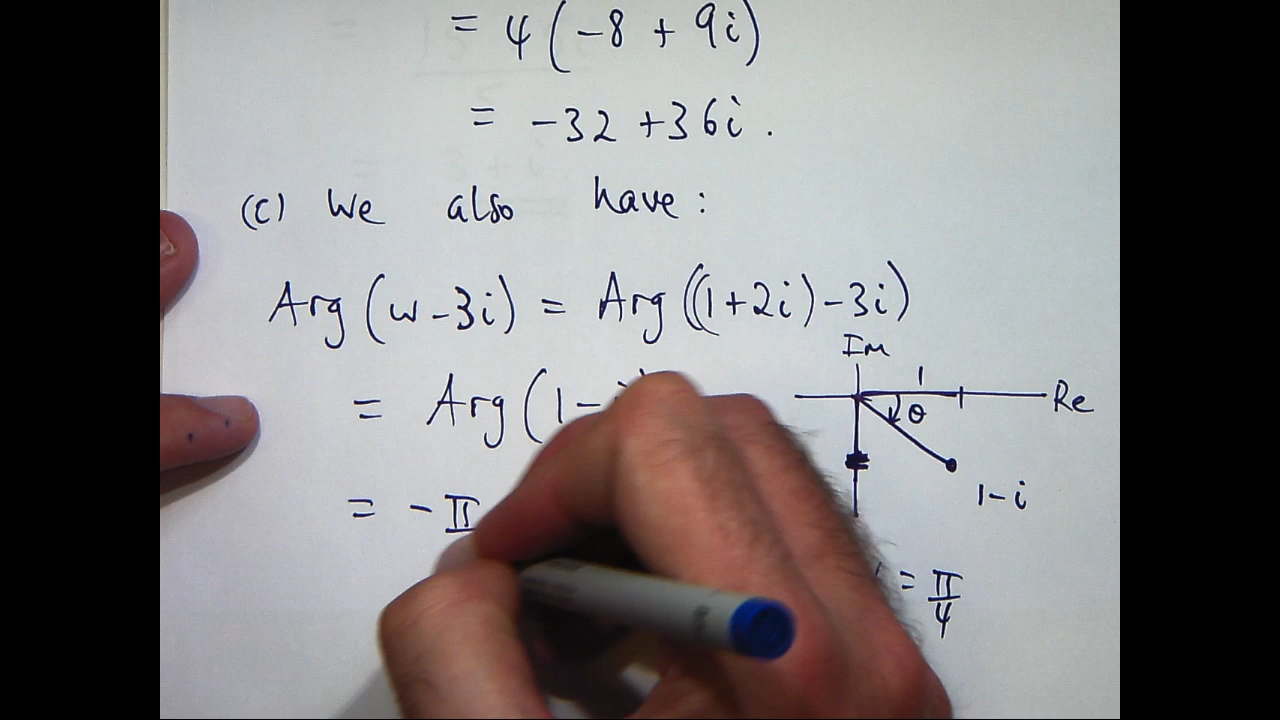 = 4(-8 + 9i)
= -32 + 36i.
(c) We also have:
Arg(w-3i) = Arg((1+2i)-3i)
= Arg(1-
= -π
Im
1
Re
θ
1-i
= π/4